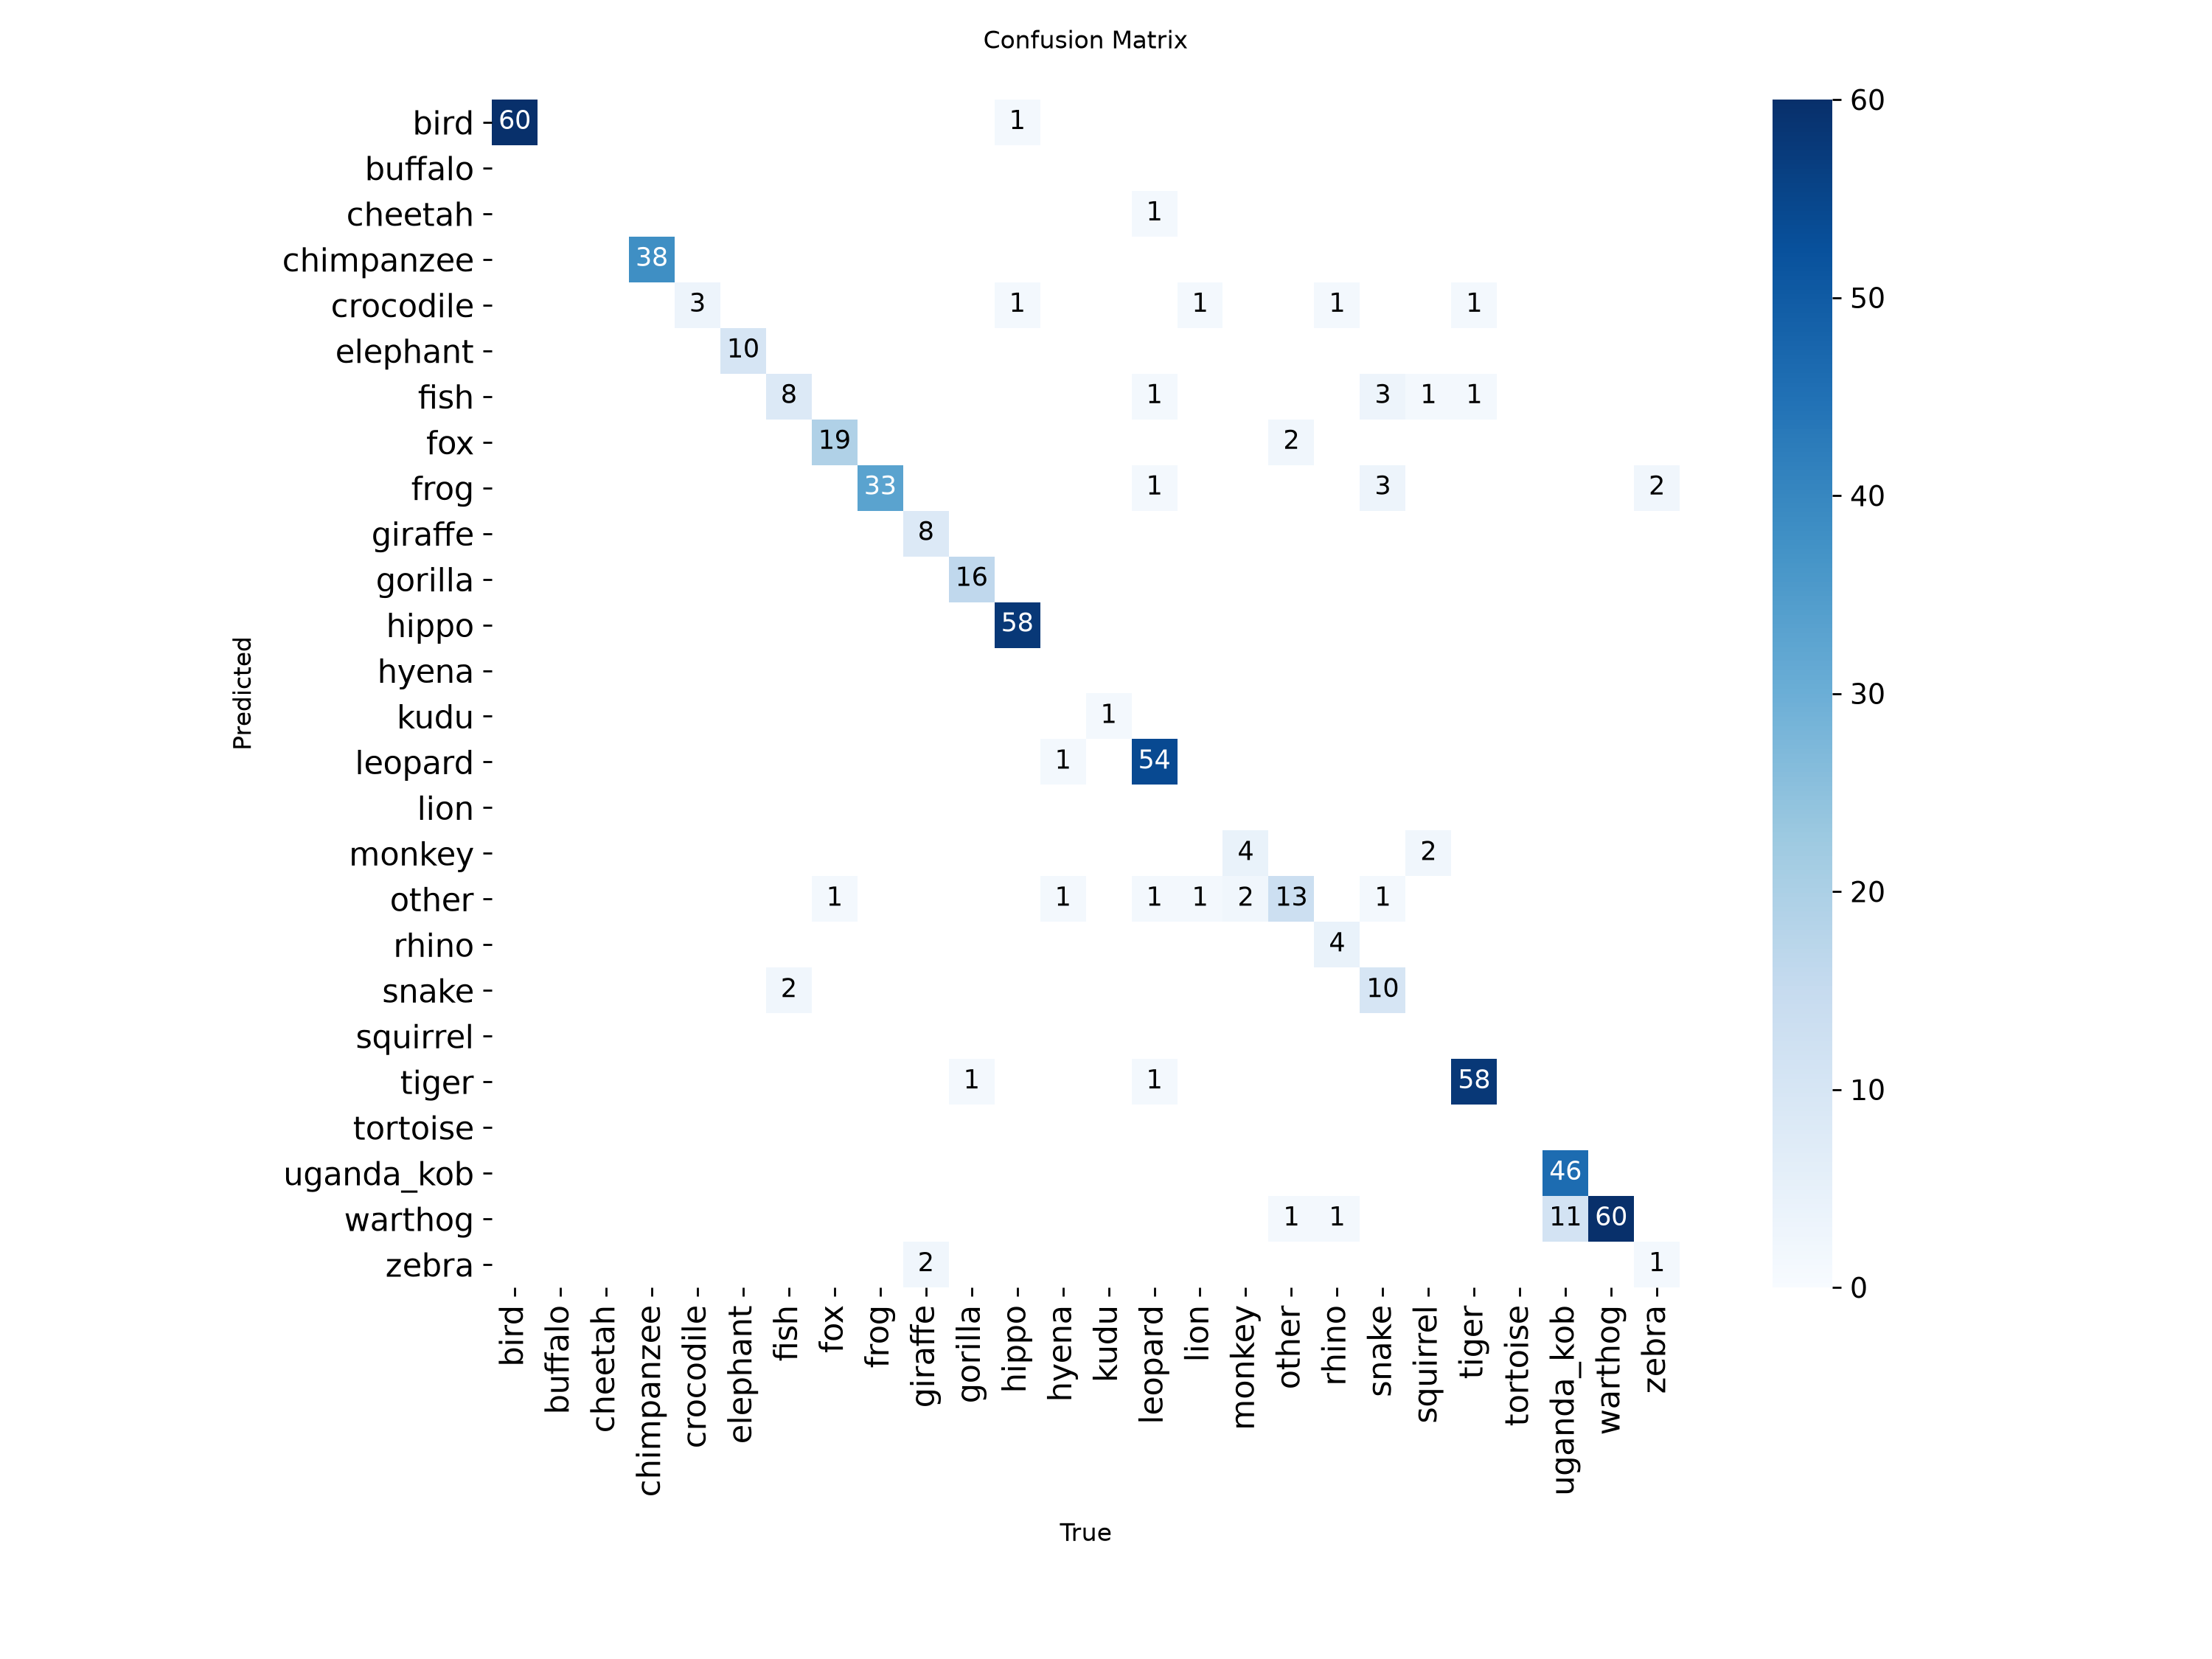 Confusion Matrix
bird 60 1 60
buffalo
cheetah 1
chimpanzee 38
crocodile 3 1 1 1 1 50
elephant 10
fish 8 1 3 1 1
fox 19 2
frog 33 1 3 2 40
giraffe 8
gorilla 16
hippo 58
Predicted
hyena 30
kudu 1
leopard 1 54
lion
monkey 4 2
other 1 1 1 1 2 13 1 20
rhino 4
snake 2 10
squirrel
tiger 1 1 58 10
tortoise
uganda_kob 46
warthog 1 1 11 60
zebra 2 1 0
bird buffalo cheetah chimpanzee crocodile elephant fish fox frog giraffe gorilla hippo hyena kudu leopard lion monkey other rhino snake squirrel tiger tortoise uganda_kob warthog zebra
True